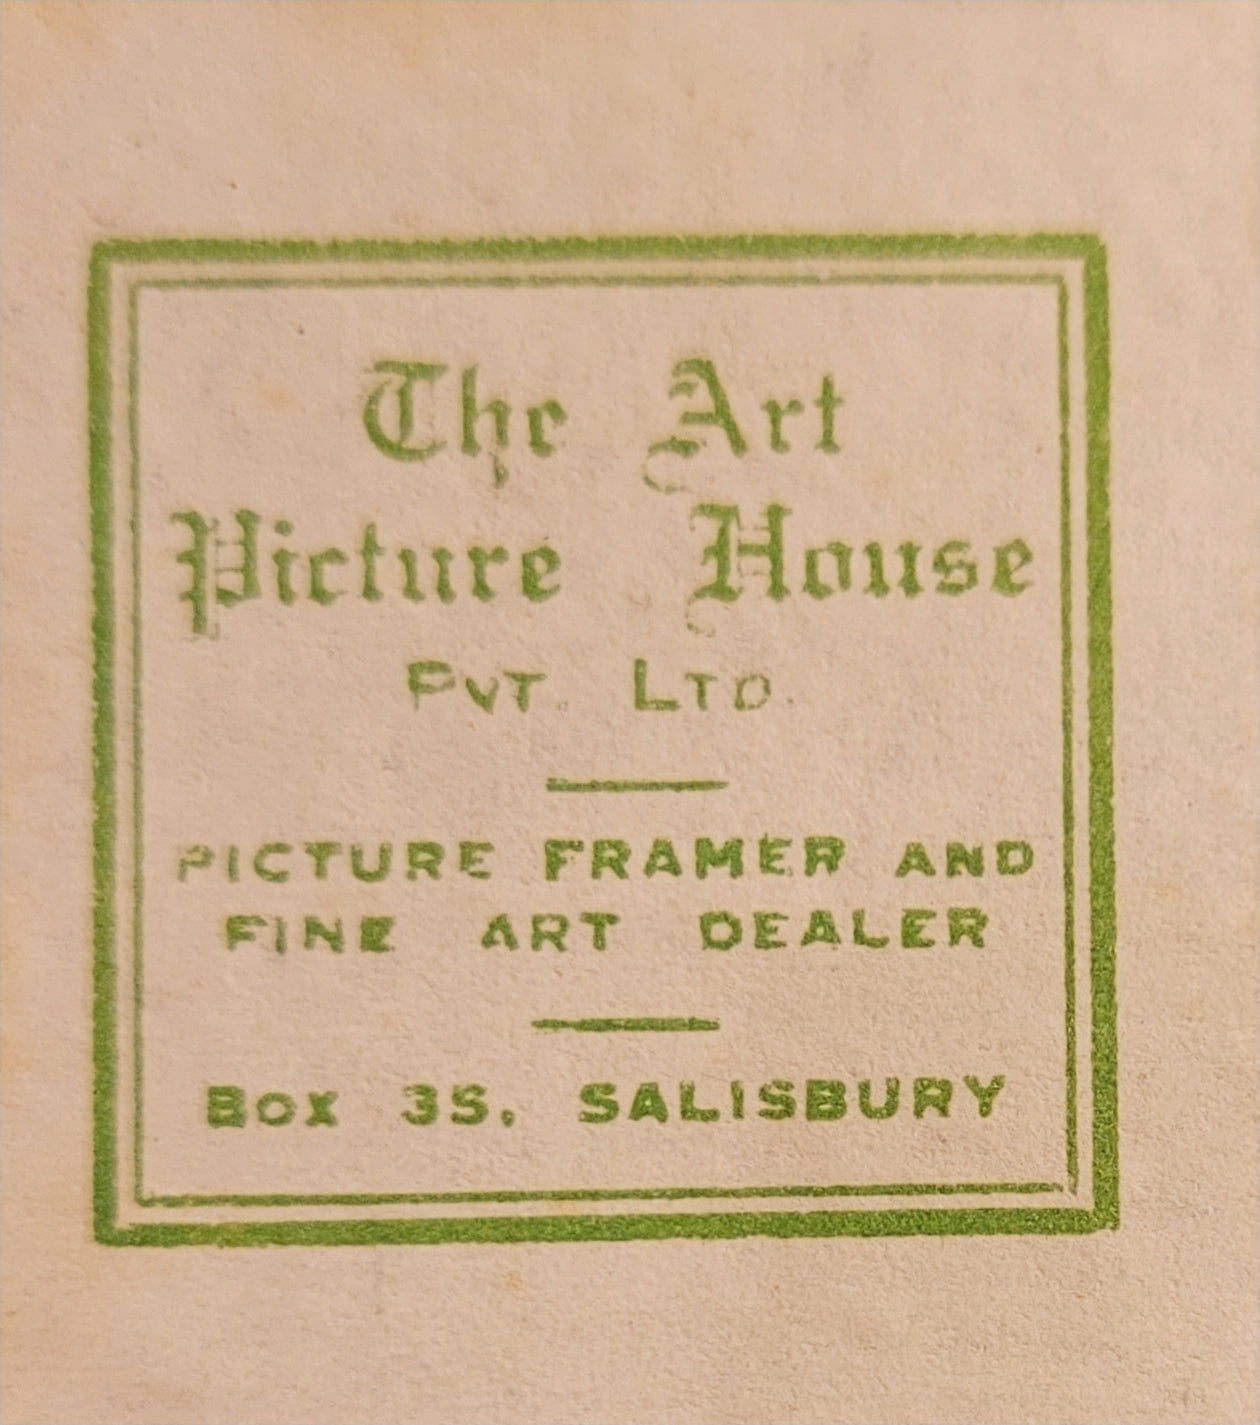 The Art
Picture House
PVT. LTD.
PICTURE FRAMER AND
FINE ART DEALER
BOX 35, SALISBURY